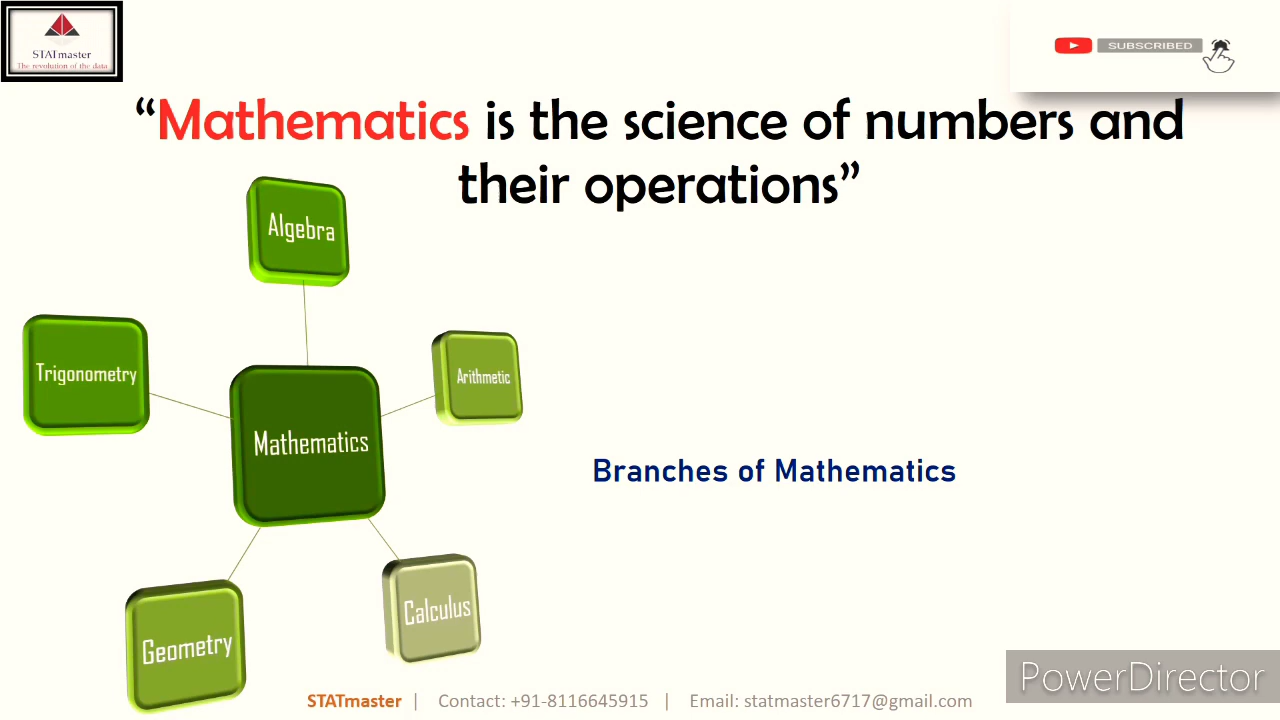 STATmaster
The revolution of the data
SUBSCRIBED
“Mathematics is the science of numbers and
their operations”
Algebra
Trigonometry
Arithmetic
Mathematics
Branches of Mathematics
Geometry
Calculus
STATmaster | Contact: +91-8116645915 | Email: statmaster6717@gmail.com
PowerDirector